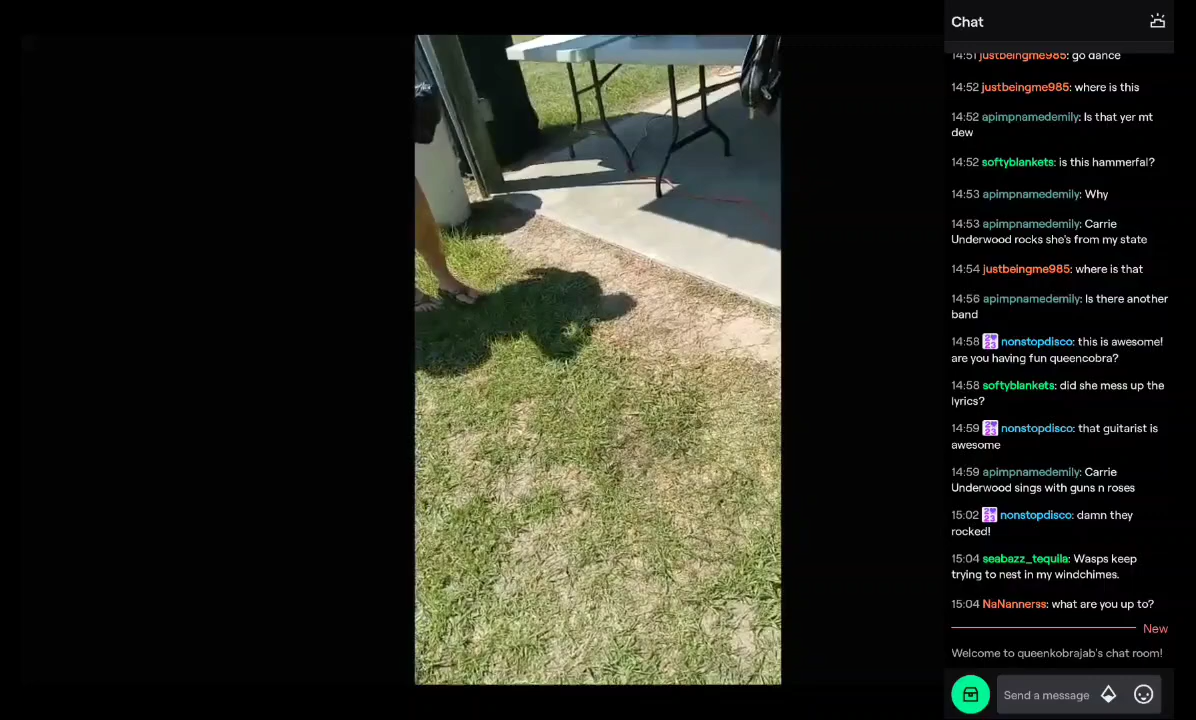 Chat
14:51 justbeingme985: go dance
14:52 justbeingme985: where is this
14:52 apimpnamedemily: Is that yer mt
dew
14:52 softyblankets: is this hammerfal?
14:53 apimpnamedemily: Why
14:53 apimpnamedemily: Carrie
Underwood rocks she's from my state
14:54 justbeingme985: where is that
14:56 apimpnamedemily: Is there another
band
14:58 nonstopdisco: this is awesome!
are you having fun queencobra?
14:58 softyblankets: did she mess up the
lyrics?
14:59 nonstopdisco: that guitarist is
awesome
14:59 apimpnamedemily: Carrie
Underwood sings with guns n roses
15:02 nonstopdisco: damn they
rocked!
15:04 seabazz_tequila: Wasps keep
trying to nest in my windchimes.
15:04 NaNannerss: what are you up to?
New
Welcome to queenkobrajab's chat room!
Send a message